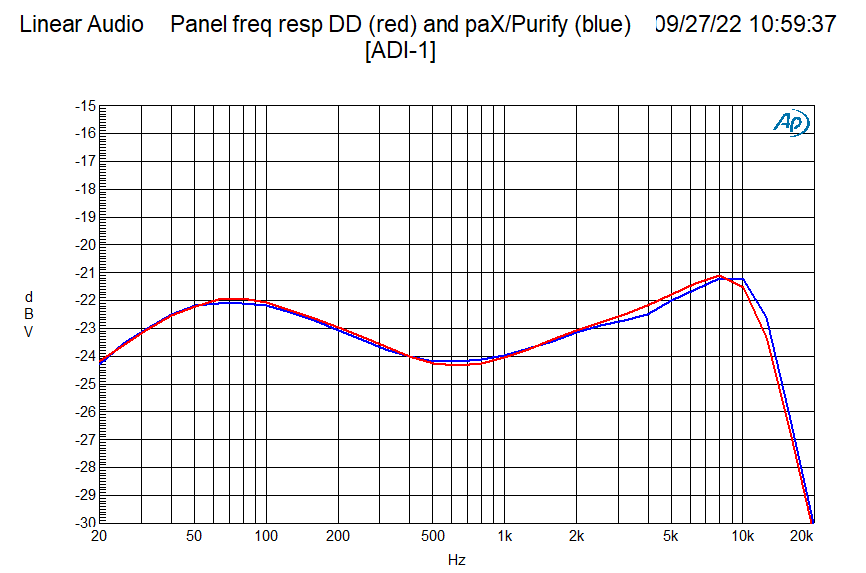 Linear Audio Panel freq resp DD (red) and paX/Purify (blue) 09/27/22 10:59:37
[ADI-1]
-15
-16
-17
-18
-19
-20
-21
-22
-23
-24
-25
-26
-27
-28
-29
-30
d
B
V
20 50 100 200 500 1k 2k 5k 10k 20k
Hz
Ap